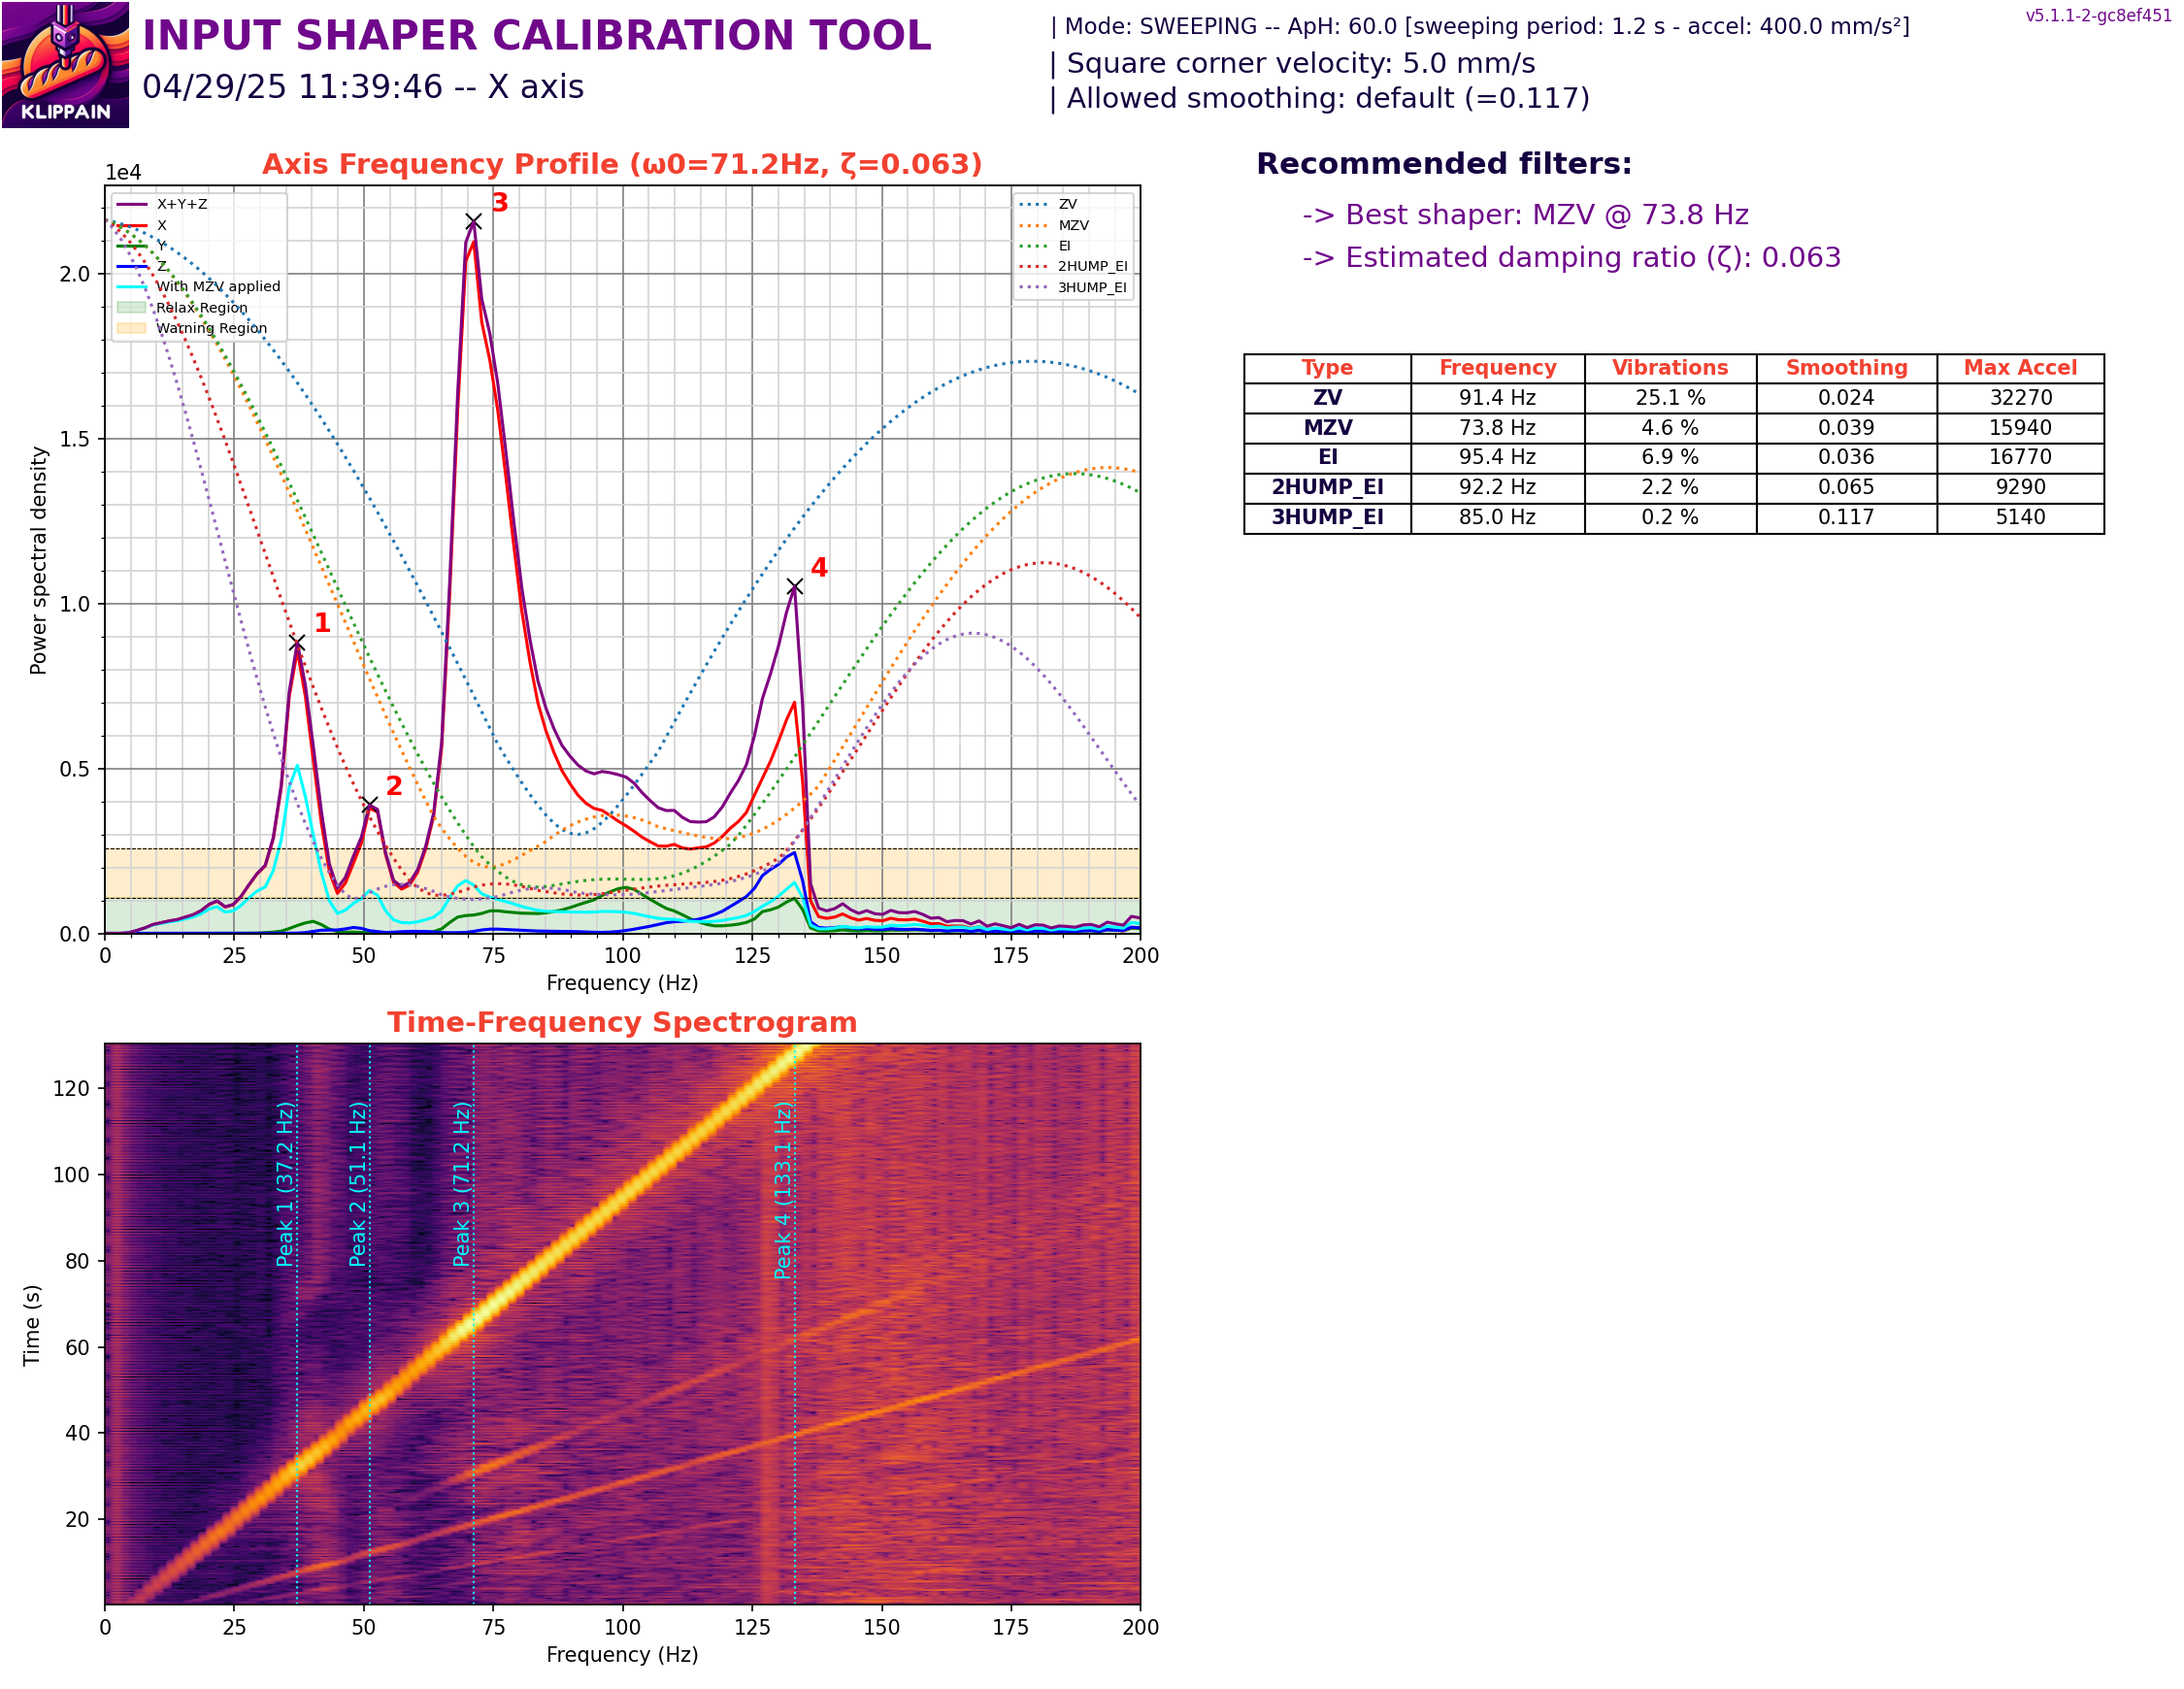 KLIPPAIN
INPUT SHAPER CALIBRATION TOOL
04/29/25 11:39:46 -- X axis
| Mode: SWEEPING -- ApH: 60.0 [sweeping period: 1.2 s - accel: 400.0 mm/s²]
| Square corner velocity: 5.0 mm/s
| Allowed smoothing: default (=0.117)
v5.1.1-2-gc8ef451
Axis Frequency Profile (ω0=71.2Hz, ζ=0.063)
1e4
X+Y+Z
X
Y
Z
With MZV applied
Relax Region
Warning Region
ZV
MZV
EI
2HUMP_EI
3HUMP_EI
1
2
3
4
2.0
1.5
1.0
0.5
0.0
Power spectral density
0 25 50 75 100 125 150 175 200
Frequency (Hz)
Recommended filters:
-> Best shaper: MZV @ 73.8 Hz
-> Estimated damping ratio (ζ): 0.063
Type Frequency Vibrations Smoothing Max Accel
ZV 91.4 Hz 25.1 % 0.024 32270
MZV 73.8 Hz 4.6 % 0.039 15940
EI 95.4 Hz 6.9 % 0.036 16770
2HUMP_EI 92.2 Hz 2.2 % 0.065 9290
3HUMP_EI 85.0 Hz 0.2 % 0.117 5140
Time-Frequency Spectrogram
120
100
80
60
40
20
Time (s)
Peak 1 (37.2 Hz)
Peak 2 (51.1 Hz)
Peak 3 (71.2 Hz)
Peak 4 (133.1 Hz)
0 25 50 75 100 125 150 175 200
Frequency (Hz)